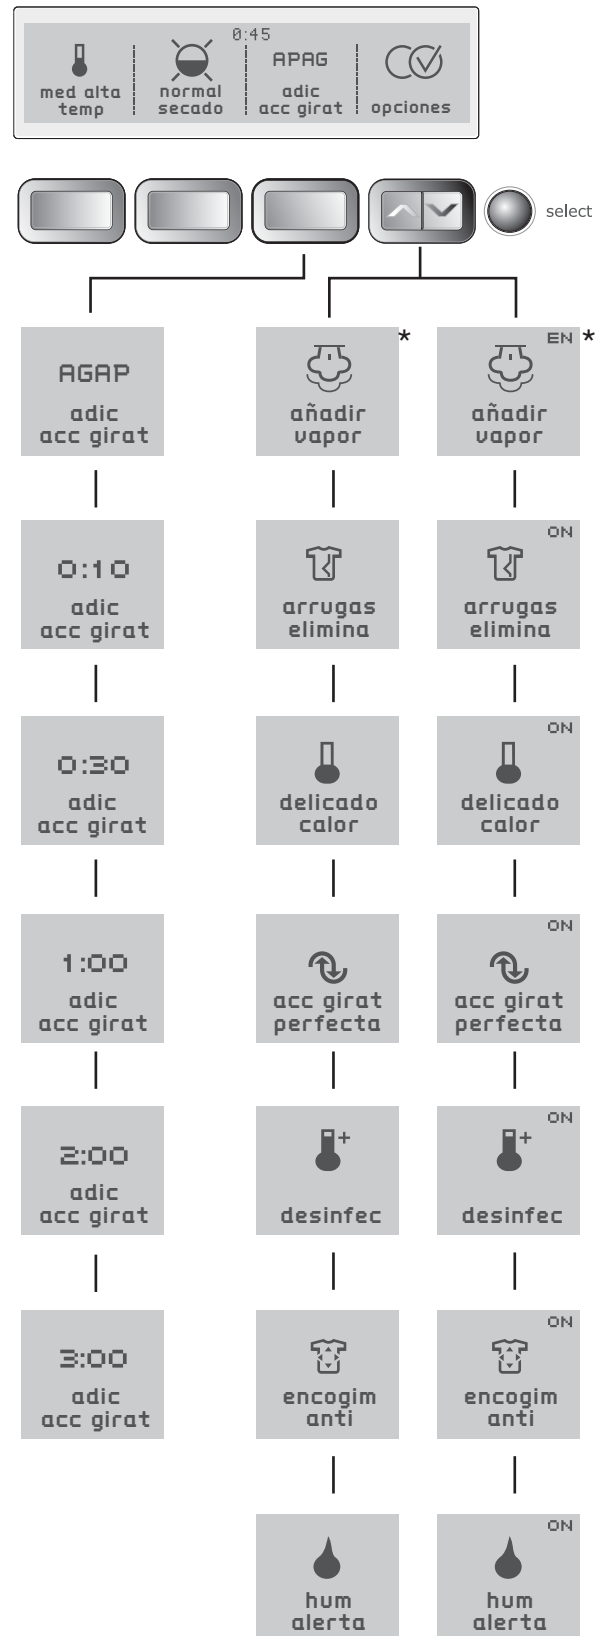 0:45
med alta
temp
normal
secado
APAG
adic
acc girat
opciones
select
AGAP
adic
acc girat
*
añadir
vapor
EN *
añadir
vapor
0:10
adic
acc girat
arrugas
elimina
ON
arrugas
elimina
0:30
adic
acc girat
delicado
calor
ON
delicado
calor
1:00
adic
acc girat
acc girat
perfecta
ON
acc girat
perfecta
2:00
adic
acc girat
+
desinfec
ON
+
desinfec
3:00
adic
acc girat
encogim
anti
ON
encogim
anti
hum
alerta
ON
hum
alerta